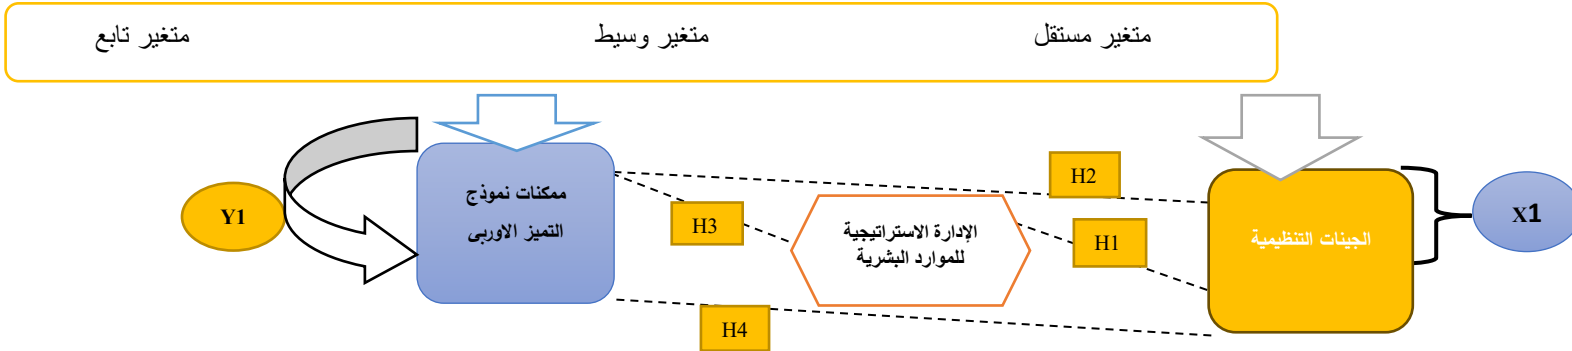 متغير مستقل
متغير وسيط
متغير تابع
X1
الجينات التنظيمية
H2
H1
الإدارة الاستراتيجية
للموارد البشرية
H3
H4
ممكنات نموذج
التميز الاوربى
Y1